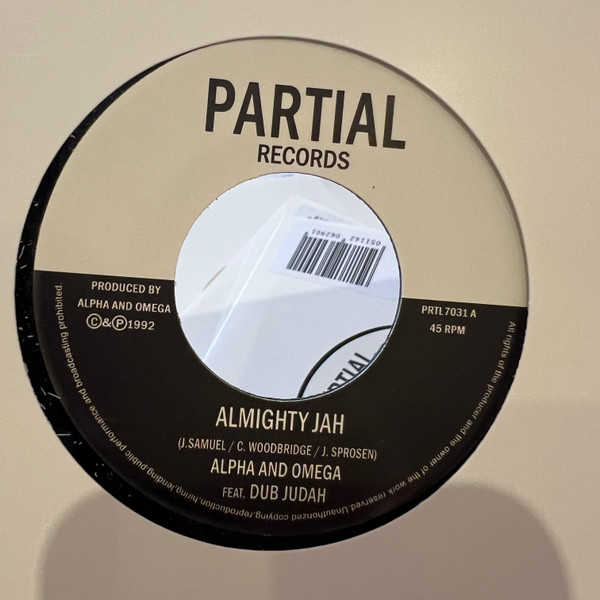 PARTIAL
RECORDS
PRODUCED BY
ALPHA AND OMEGA
Ⓒ&Ⓟ1992
PRTL7031 A
45 RPM
ALMIGHTY JAH
(J.SAMUEL / C. WOODBRIDGE / J. SPROSEN)
ALPHA AND OMEGA
FEAT. DUB JUDAH
All rights of the producer and the owner of the work reserved.Unauthorized copying,reproduction,hiring,lending,public performance and broadcasting prohibited.